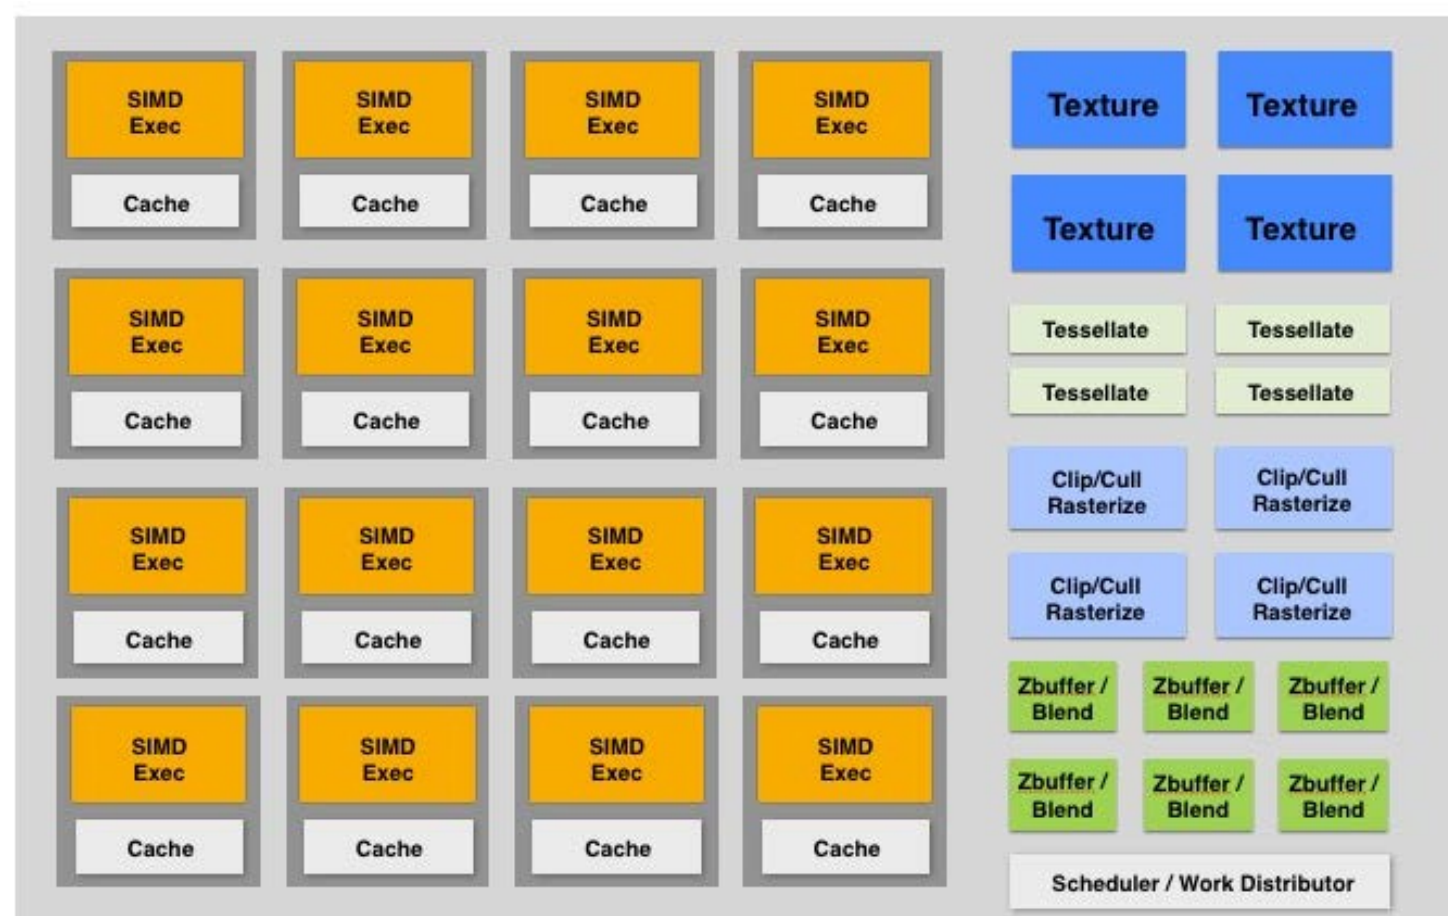 SIMD
Exec
Cache
SIMD
Exec
Cache
SIMD
Exec
Cache
SIMD
Exec
Cache
SIMD
Exec
Cache
SIMD
Exec
Cache
SIMD
Exec
Cache
SIMD
Exec
Cache
SIMD
Exec
Cache
SIMD
Exec
Cache
SIMD
Exec
Cache
SIMD
Exec
Cache
SIMD
Exec
Cache
SIMD
Exec
Cache
SIMD
Exec
Cache
SIMD
Exec
Cache
Texture
Texture
Texture
Texture
Tessellate
Tessellate
Tessellate
Tessellate
Clip/Cull
Rasterize
Clip/Cull
Rasterize
Clip/Cull
Rasterize
Clip/Cull
Rasterize
Zbuffer /
Blend
Zbuffer /
Blend
Zbuffer /
Blend
Zbuffer /
Blend
Zbuffer /
Blend
Zbuffer /
Blend
Scheduler / Work Distributor